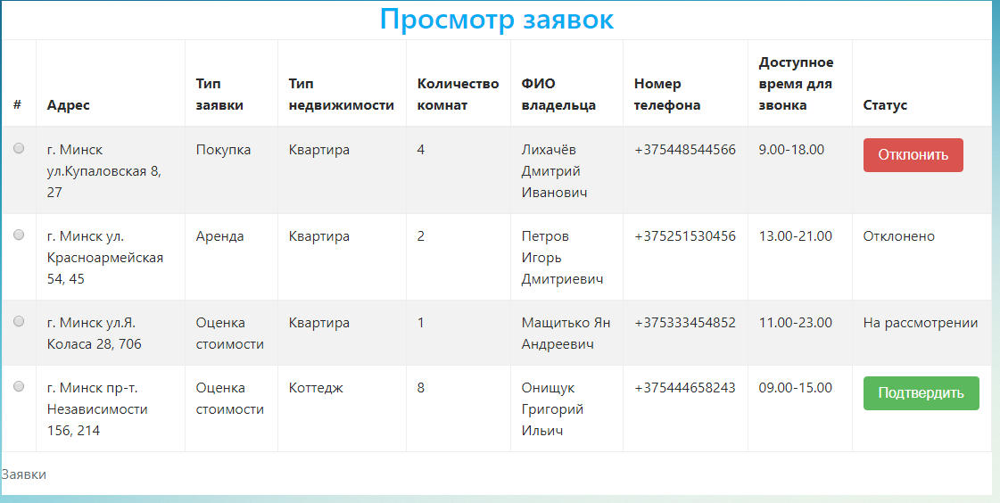 Просмотр заявок
#
Адрес
Тип
заявки
Тип
недвижимости
Количество
комнат
ФИО
владельца
Номер
телефона
Доступное
время для
звонка
Статус
г. Минск
ул.Купаловская 8,
27
Покупка
Квартира
4
Лихачёв
Дмитрий
Иванович
+375448544566
9.00-18.00
Отклонить
г. Минск ул.
Красноармейская
54, 45
Аренда
Квартира
2
Петров
Игорь
Дмитриевич
+375251530456
13.00-21.00
Отклонено
г. Минск ул.Я.
Коласа 28, 706
Оценка
стоимости
Квартира
1
Мащитько Ян
Андреевич
+375333454852
11.00-23.00
На рассмотрении
г. Минск пр-т.
Независимости
156, 214
Оценка
стоимости
Коттедж
8
Онищук
Григорий
Ильич
+375444658243
09.00-15.00
Подтвердить
Заявки